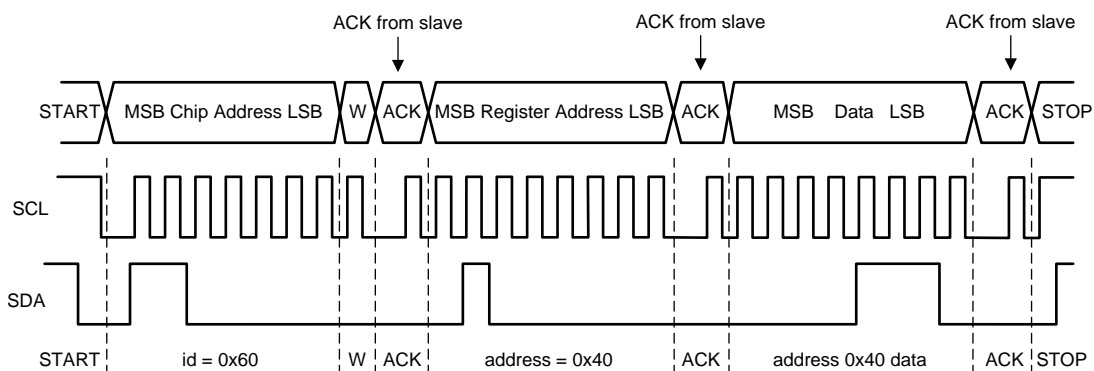 ACK from slave ACK from slave ACK from slave
START MSB Chip Address LSB W ACK MSB Register Address LSB ACK MSB Data LSB ACK STOP
SCL
SDA
START id = 0x60 W ACK address = 0x40 ACK address 0x40 data ACK STOP